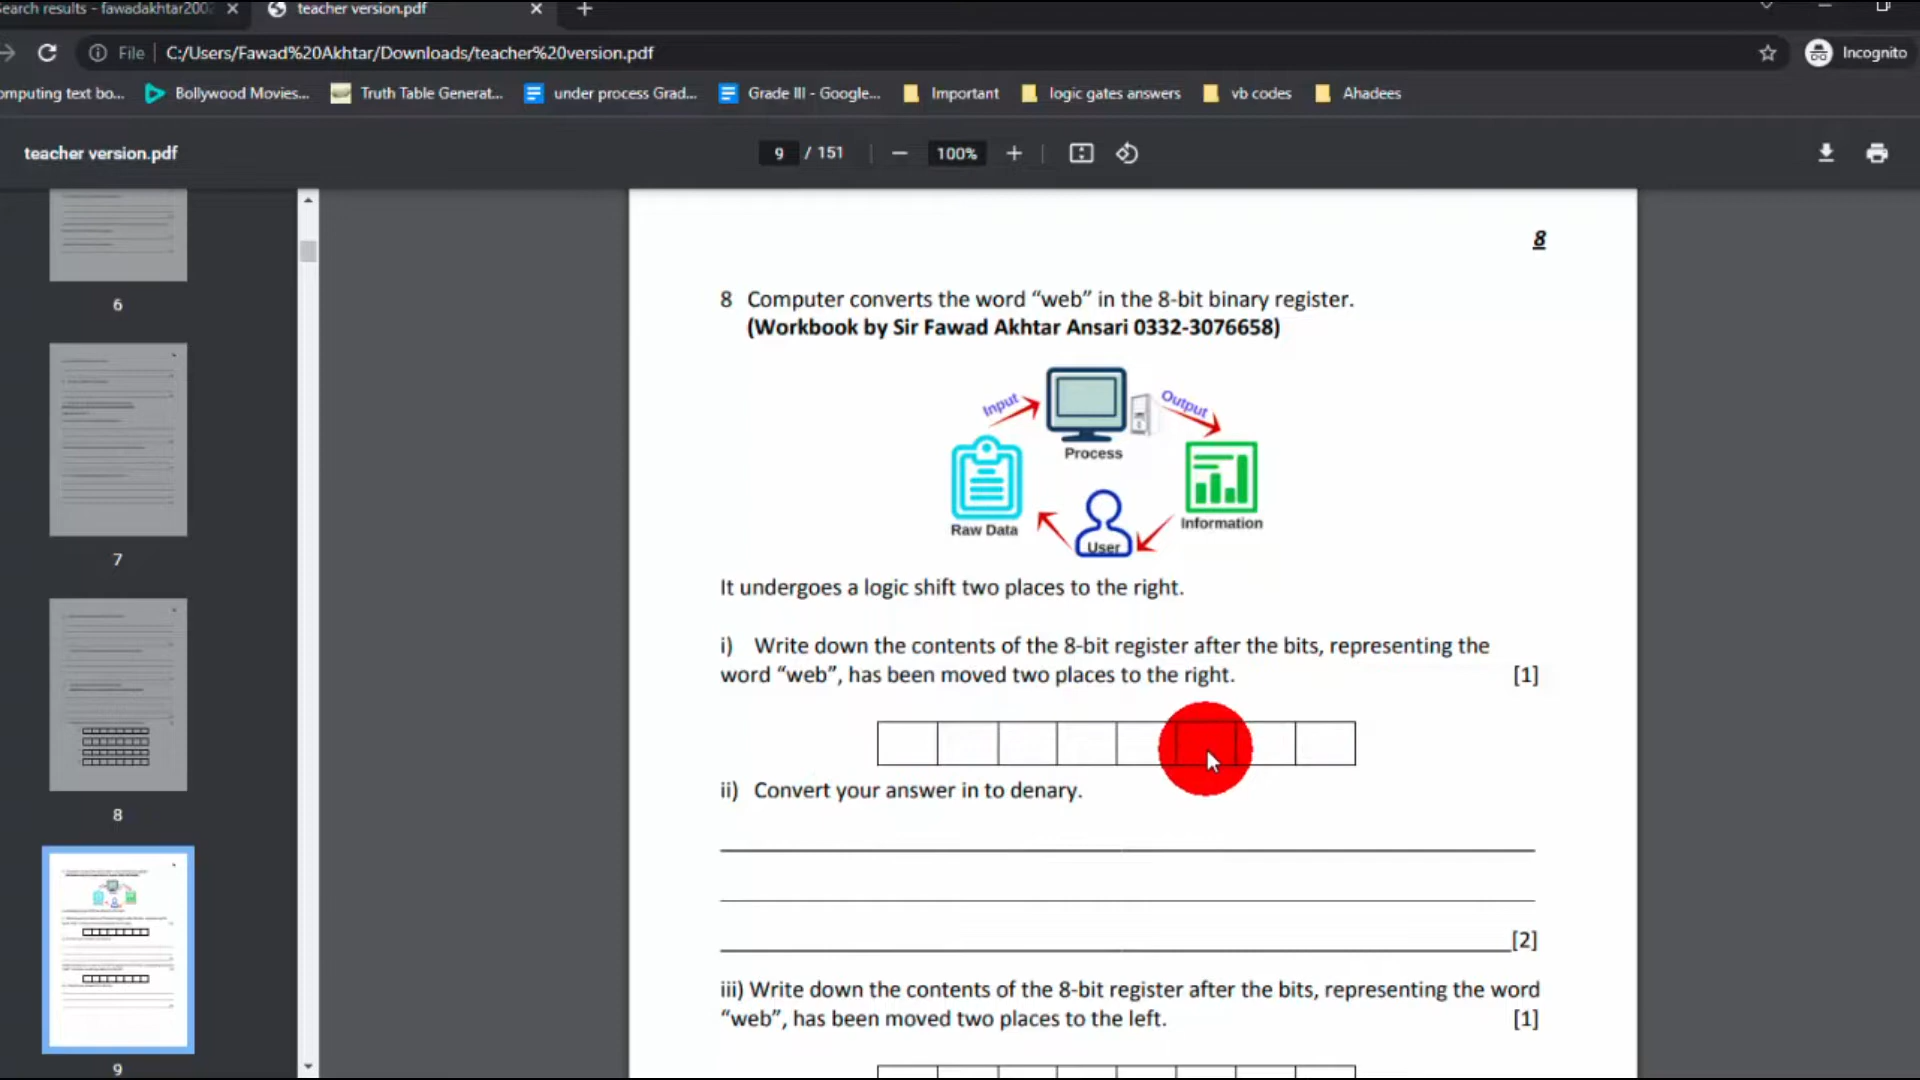 Search results - fawadakhtar200
teacher version.pdf
File
C:/Users/Fawad%20Akhtar/Downloads/teacher%20version.pdf
Incognito
omputing text bo...
Bollywood Movies...
Truth Table Generat...
under process Grad...
Grade III - Google...
Important
logic gates answers
vb codes
Ahadees
teacher version.pdf
9 / 151
100%
6
7
8
9
8
8 Computer converts the word “web” in the 8-bit binary register.
(Workbook by Sir Fawad Akhtar Ansari 0332-3076658)
Input
Output
Process
Raw Data
Information
User
It undergoes a logic shift two places to the right.
i) Write down the contents of the 8-bit register after the bits, representing the
word “web”, has been moved two places to the right. [1]
ii) Convert your answer in to denary.
[2]
iii) Write down the contents of the 8-bit register after the bits, representing the word
“web”, has been moved two places to the left. [1]